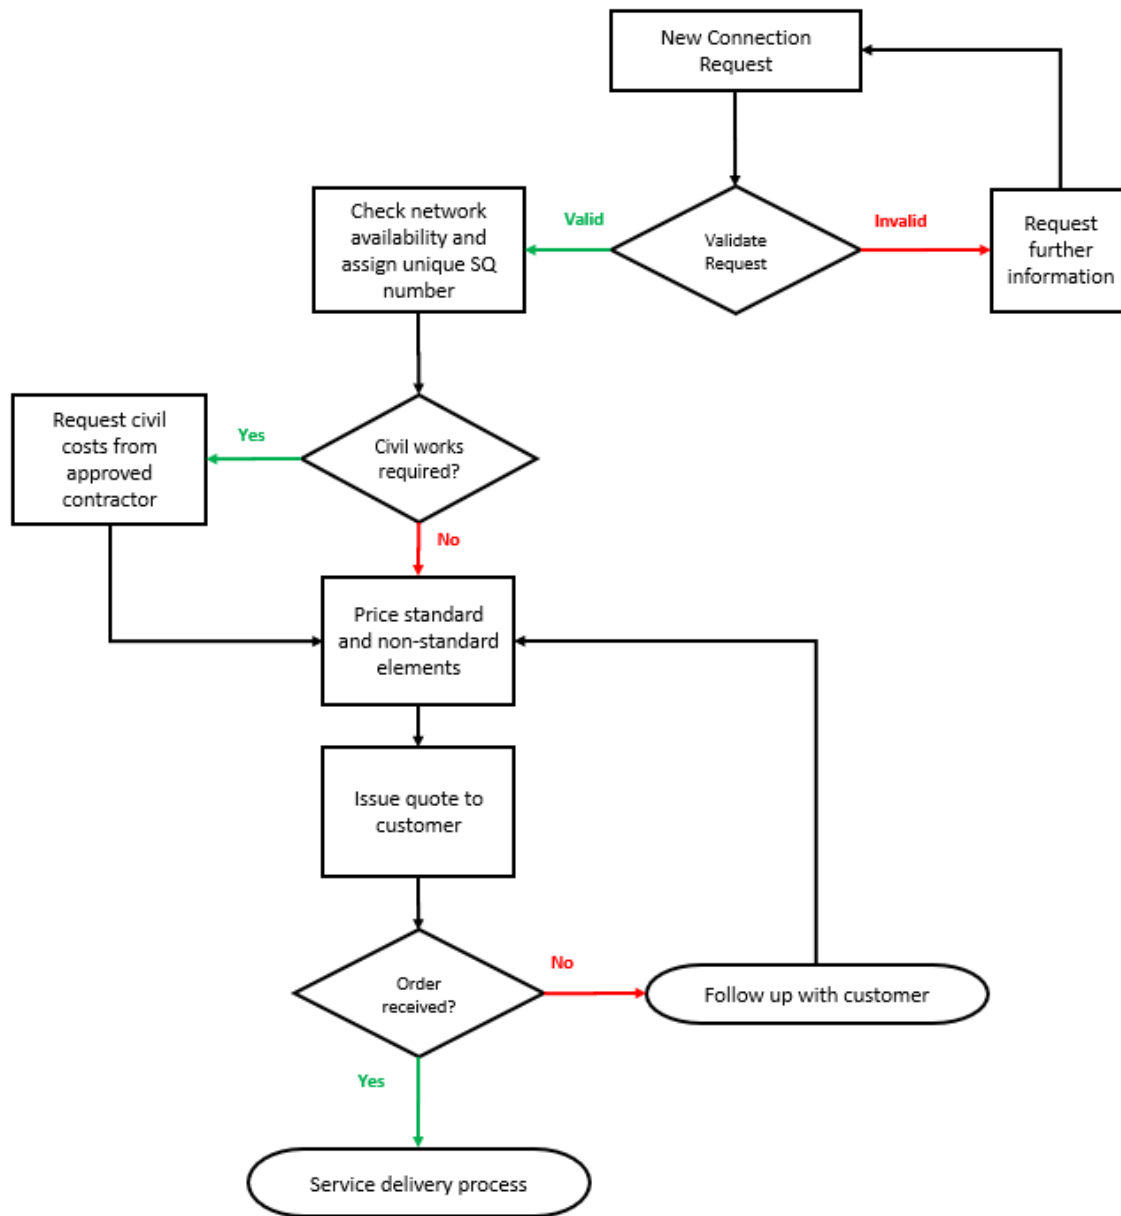 New Connection
Request
Check network
availability and
assign unique SQ
number
Valid
Validate
Request
Invalid
Request
further
information
Request civil
costs from
approved
contractor
Yes
Civil works
required?
No
Price standard
and non-standard
elements
Issue quote to
customer
Order
received?
No
Follow up with customer
Yes
Service delivery process